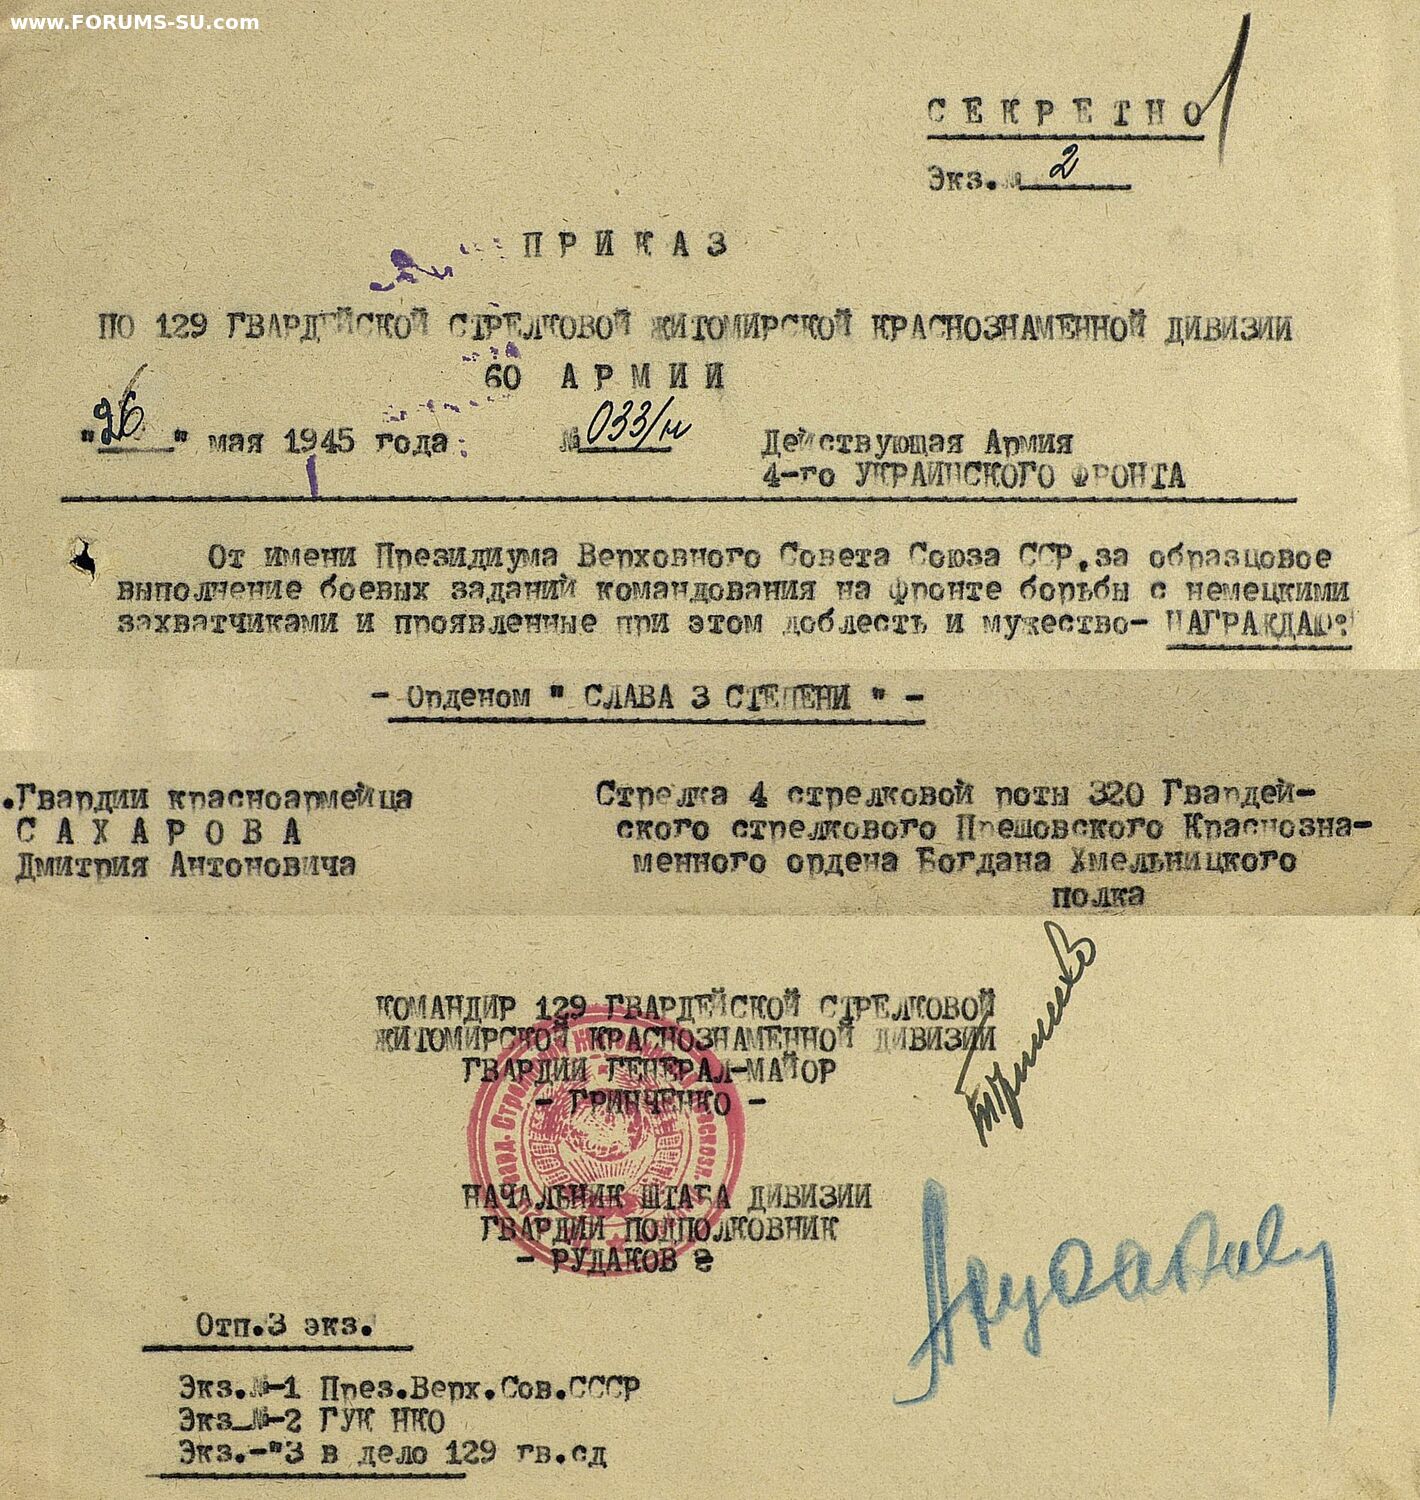 www.FORUMS-SU.com
СЕКРЕТНО
Экз.№ 2
ПРИКАЗ
ПО 129 ГВАРДЕЙСКОЙ СТРЕЛКОВОЙ ЖИТОМИРСКОЙ КРАСНОЗНАМЕННОЙ ДИВИЗИИ
60 АРМИИ
"26" мая 1945 года: № 033/н Действующая Армия
4-го УКРАИНСКОГО ФРОНТА
От имени Президиума Верховного Совета Союза ССР,за образцовое
выполнение боевых заданий командования на фронте борьбы с немецкими
захватчиками и проявленные при этом доблесть и мужество- НАГРАЖДАЮ:
- Орденом " СЛАВА 3 СТЕПЕНИ " -
.Гвардии красноармейца Стрелка 4 стрелковой роты 320 Гвардей-
САХАРОВА ского стрелкового Прешовского Краснозна-
Дмитрия Антоновича менного ордена Богдана Хмельницкого
полка
КОМАНДИР 129 ГВАРДЕЙСКОЙ СТРЕЛКОВОЙ
ЖИТОМИРСКОЙ КРАСНОЗНАМЕННОЙ ДИВИЗИИ
ГВАРДИИ ГЕНЕРАЛ-МАЙОР
- ГРИНЧЕНКО -
НАЧАЛЬНИК ШТАБА ДИВИЗИИ
ГВАРДИИ ПОДПОЛКОВНИК
- РУДАКОВ -
Отп.3 экз.
Экз.№-1 През.Верх.Сов.СССР
Экз_№-2 ГУК НКО
Экз.-"3 в дело 129 гв.сд